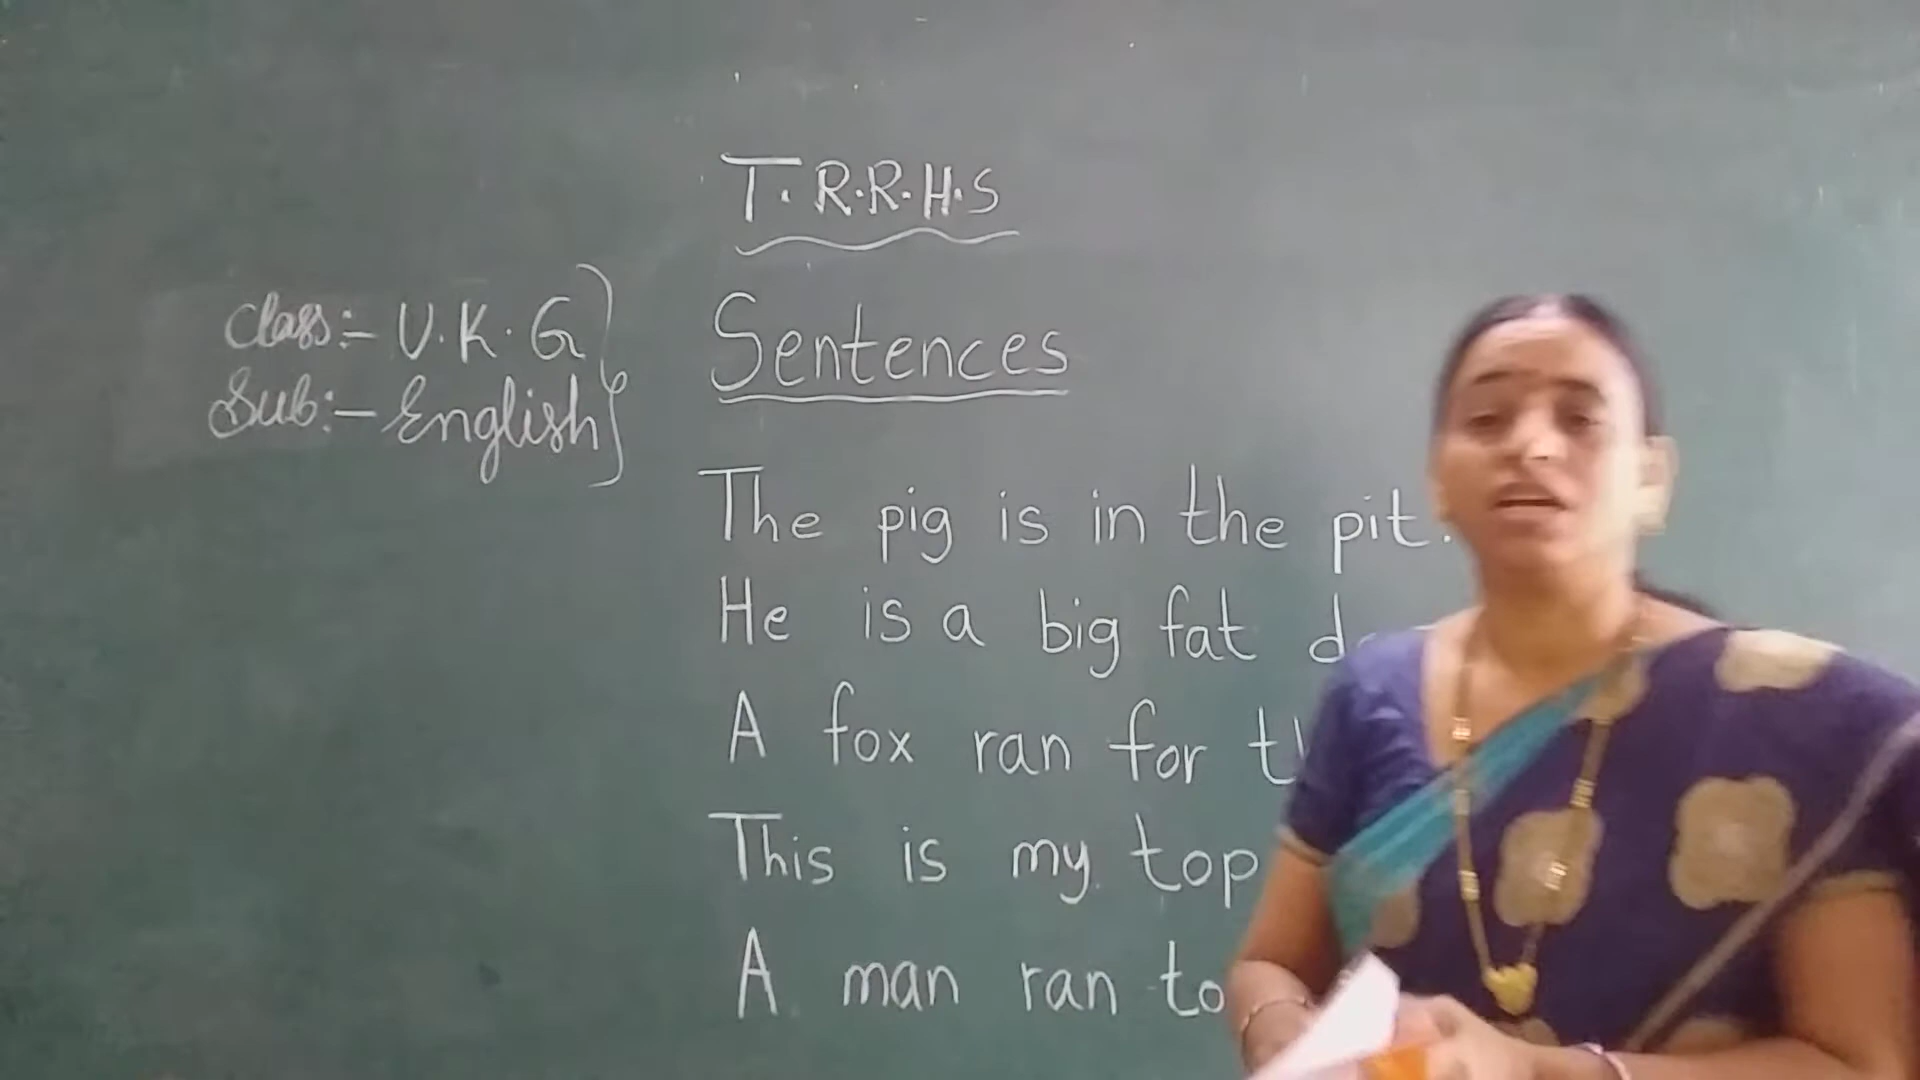 T.R.R.H.S
Class:- U.K.G
Sub:- English
Sentences
The pig is in the pit.
He is a big fat
A fox ran for
This is my top
A man ran to